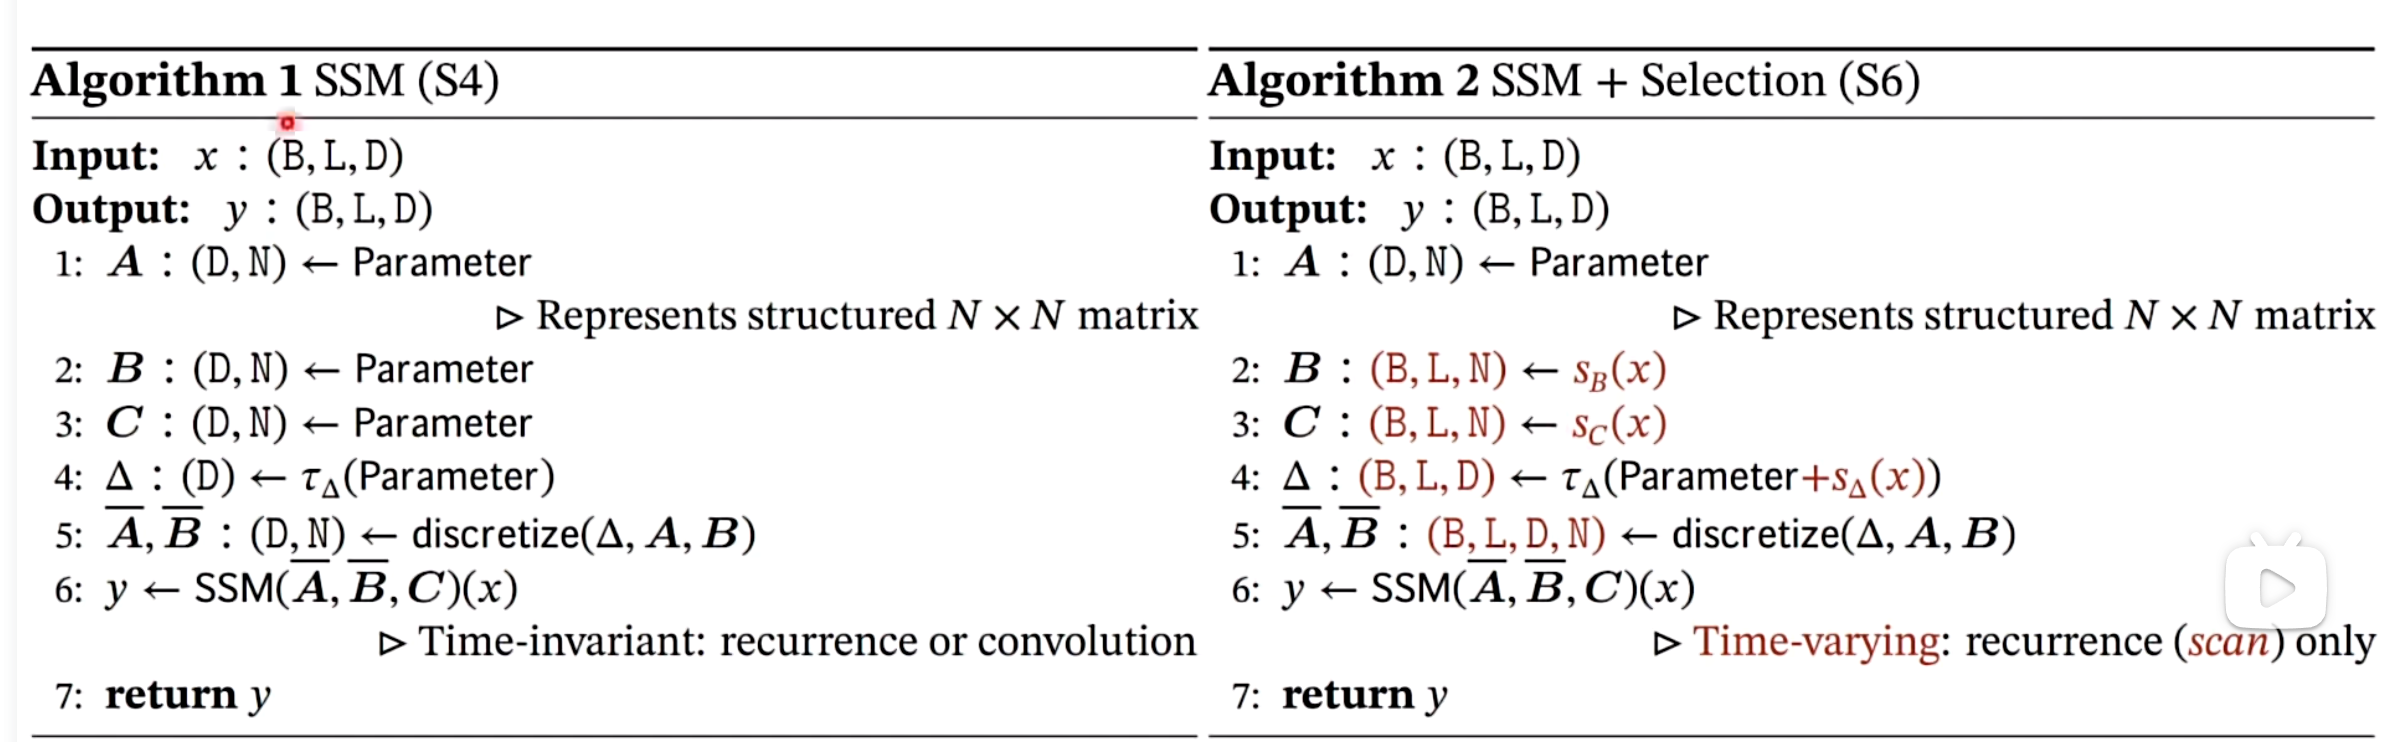 Algorithm 1 SSM (S4)
Input: x : (B, L, D)
Output: y : (B, L, D)
1: A : (D, N) ← Parameter
▷ Represents structured N × N matrix
2: B : (D, N) ← Parameter
3: C : (D, N) ← Parameter
4: Δ : (D) ← τ_Δ(Parameter)
5: A̅, B̅ : (D, N) ← discretize(Δ, A, B)
6: y ← SSM(A̅, B̅, C)(x)
▷ Time-invariant: recurrence or convolution
7: return y
Algorithm 2 SSM + Selection (S6)
Input: x : (B, L, D)
Output: y : (B, L, D)
1: A : (D, N) ← Parameter
▷ Represents structured N × N matrix
2: B : (B, L, N) ← s_B(x)
3: C : (B, L, N) ← s_C(x)
4: Δ : (B, L, D) ← τ_Δ(Parameter+s_Δ(x))
5: A̅, B̅ : (B, L, D, N) ← discretize(Δ, A, B)
6: y ← SSM(A̅, B̅, C)(x)
▷ Time-varying: recurrence (scan) only
7: return y